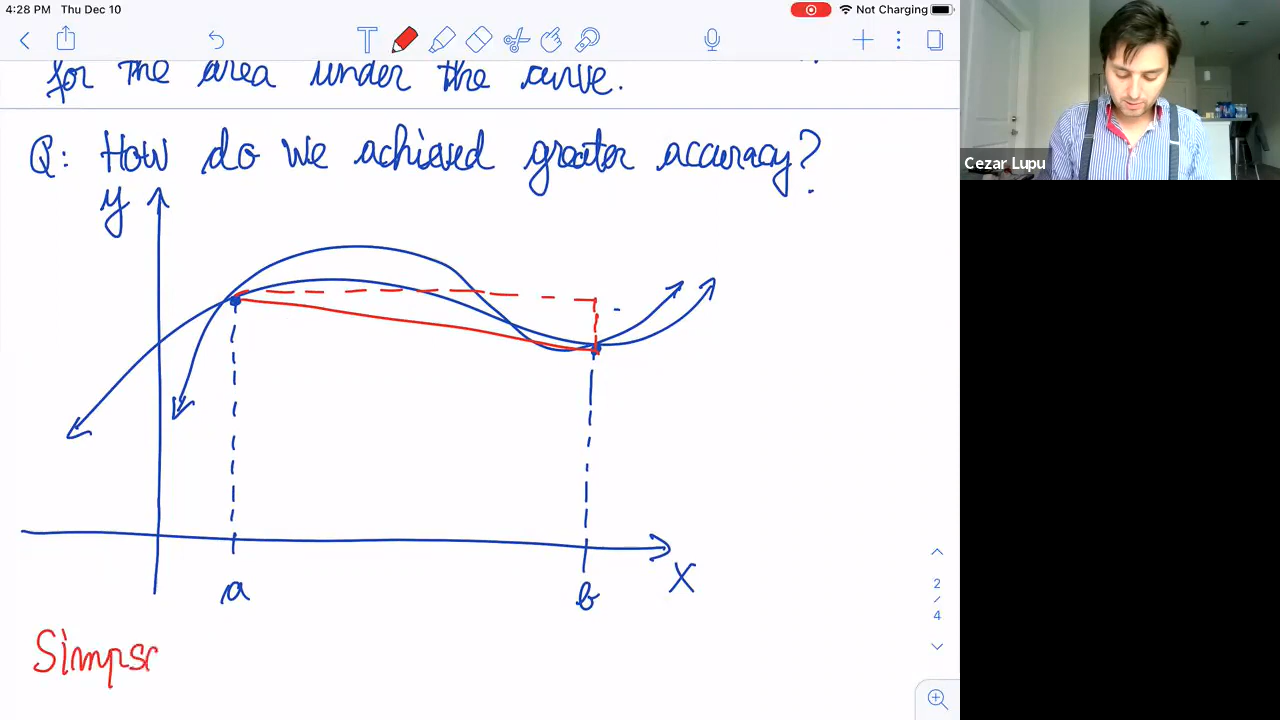 4:28 PM Thu Dec 10
Not Charging
for the area under the curve.
Q: How do we achieved greater accuracy?
y
a
b
X
Simpso
2
/
4
Cezar Lupu